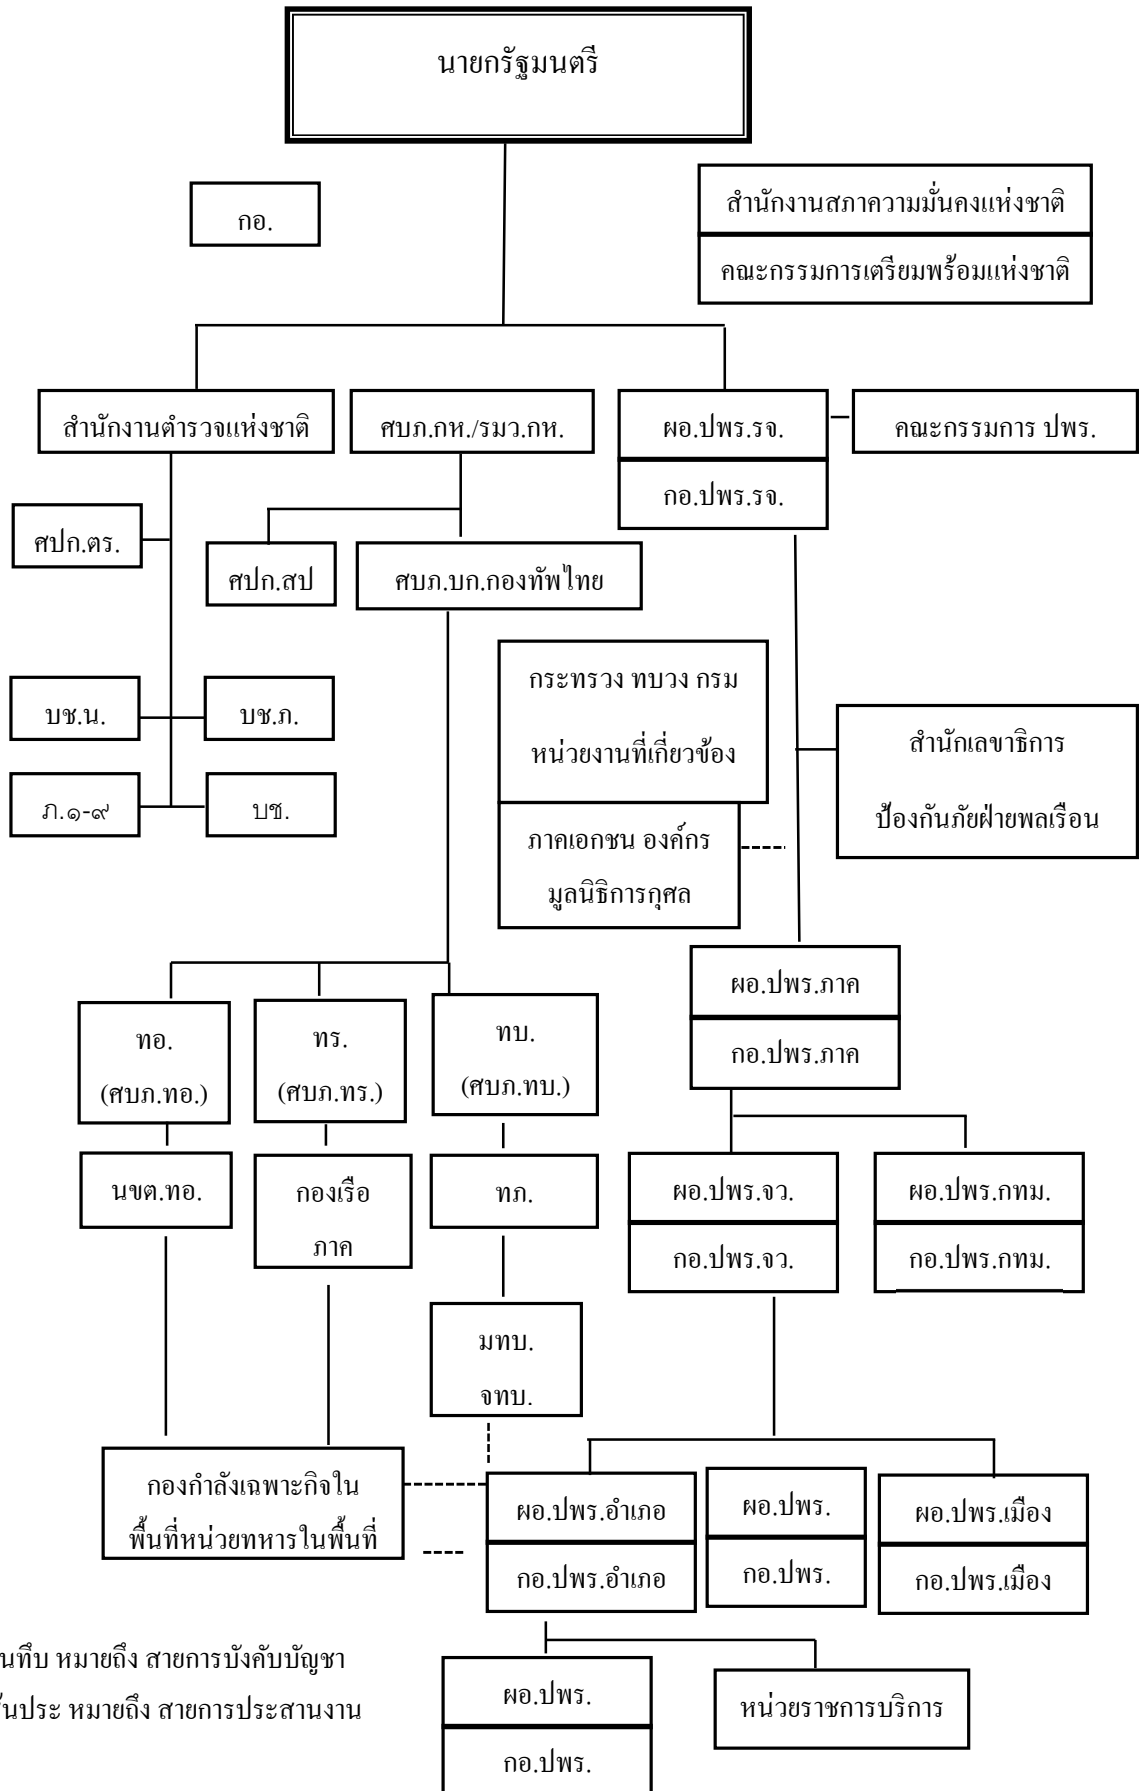 นายกรัฐมนตรี
กอ.
สำนักงานสภาความมั่นคงแห่งชาติ
คณะกรรมการเตรียมพร้อมแห่งชาติ
สำนักงานตำรวจแห่งชาติ
ศบภ.กห./รมว.กห.
ผอ.ปพร.รจ.
คณะกรรมการ ปพร.
กอ.ปพร.รจ.
ศปก.ตร.
ศปก.สป
ศบภ.บก.กองทัพไทย
กระทรวง ทบวง กรม
หน่วยงานที่เกี่ยวข้อง
บช.น.
บช.ภ.
สำนักเลขาธิการ
ป้องกันภัยฝ่ายพลเรือน
ภ.๑-๙
บช.
ภาคเอกชน องค์กร
มูลนิธิการกุศล
ผอ.ปพร.ภาค
กอ.ปพร.ภาค
ทอ.
(ศบภ.ทอ.)
ทร.
(ศบภ.ทร.)
ทบ.
(ศบภ.ทบ.)
นขต.ทอ.
กองเรือ
ภาค
ทภ.
ผอ.ปพร.จว.
กอ.ปพร.จว.
ผอ.ปพร.กทม.
กอ.ปพร.กทม.
มทบ.
จทบ.
กองกำลังเฉพาะกิจใน
พื้นที่หน่วยทหารในพื้นที่
ผอ.ปพร.อำเภอ
กอ.ปพร.อำเภอ
ผอ.ปพร.
กอ.ปพร.
ผอ.ปพร.เมือง
กอ.ปพร.เมือง
นทึบ หมายถึง สายการบังคับบัญชา
ันประ หมายถึง สายการประสานงาน
ผอ.ปพร.
กอ.ปพร.
หน่วยราชการบริการ